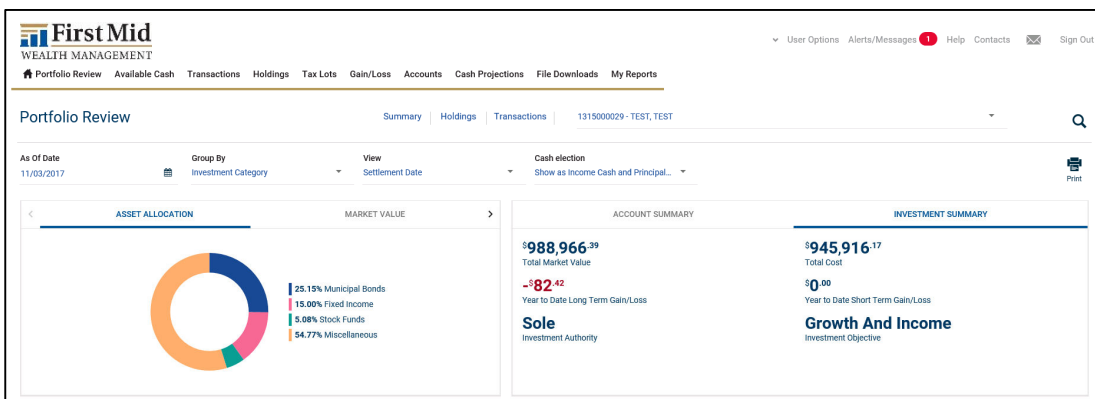 First Mid
WEALTH MANAGEMENT
User Options Alerts/Messages 1 Help Contacts Sign Out
Portfolio Review Available Cash Transactions Holdings Tax Lots Gain/Loss Accounts Cash Projections File Downloads My Reports
Portfolio Review Summary Holdings Transactions 1315000029 - TEST, TEST
As Of Date Group By View Cash election
11/03/2017 Investment Category Settlement Date Show as Income Cash and Principal...
Print
ASSET ALLOCATION MARKET VALUE
25.15% Municipal Bonds
15.00% Fixed Income
5.08% Stock Funds
54.77% Miscellaneous
ACCOUNT SUMMARY INVESTMENT SUMMARY
$988,966.39 $945,916.17
Total Market Value Total Cost
-$82.42 $0.00
Year to Date Long Term Gain/Loss Year to Date Short Term Gain/Loss
Sole Growth And Income
Investment Authority Investment Objective